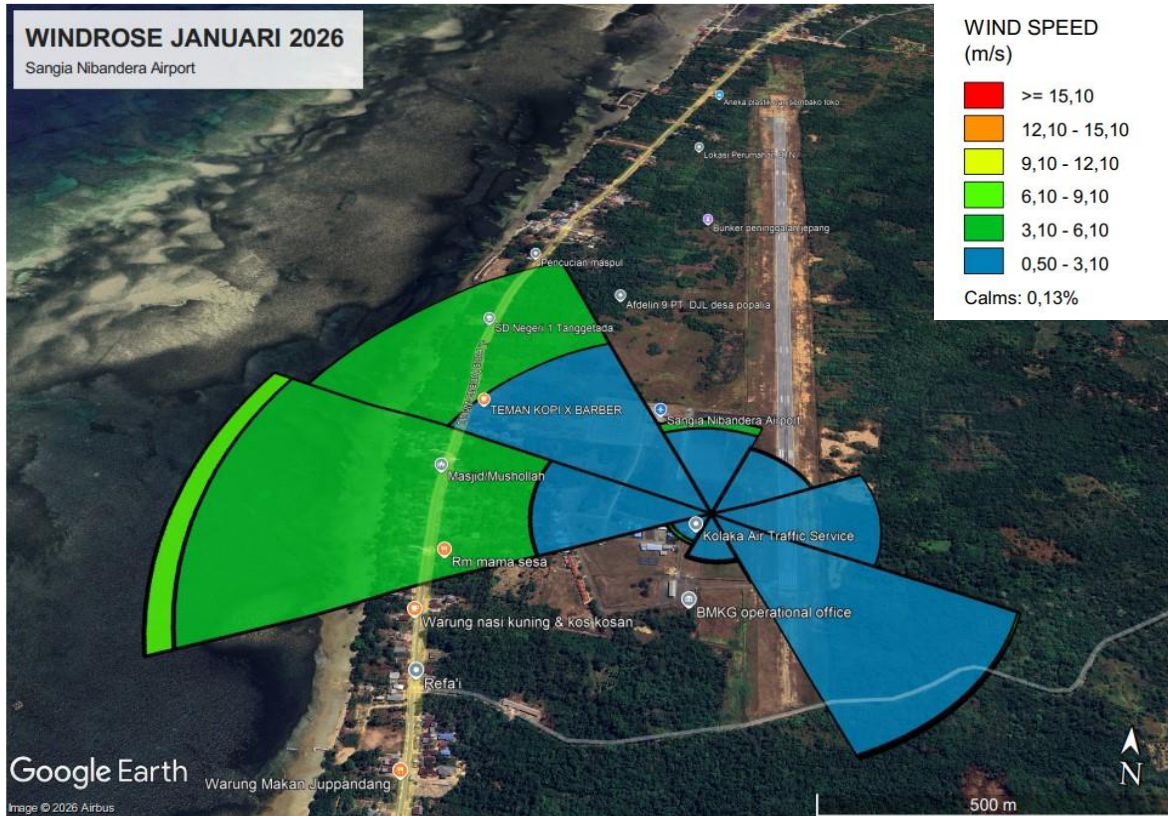 WINDROSE JANUARI 2026
Sangia Nibandera Airport
WIND SPEED
(m/s)
>= 15,10
12,10 - 15,10
9,10 - 12,10
6,10 - 9,10
3,10 - 6,10
0,50 - 3,10
Calms: 0,13%
Aneka plastik dan sembako toko
Lokasi Perumahan BTN
Bunker peninggalan jepang
Pencucian maspul
Afdelin 9 PT. DJL desa popalia
SD Negeri 1 Tanggetada
TEMAN KOPI X BARBER
Sangia Nibandera Airport
Masjid/Mushollah
Kolaka Air Traffic Service
Rm mama sesa
BMKG operational office
Warung nasi kuning & kos kosan
Refa'i
Warung Makan Juppandang
Google Earth
Image © 2026 Airbus
N
500 m